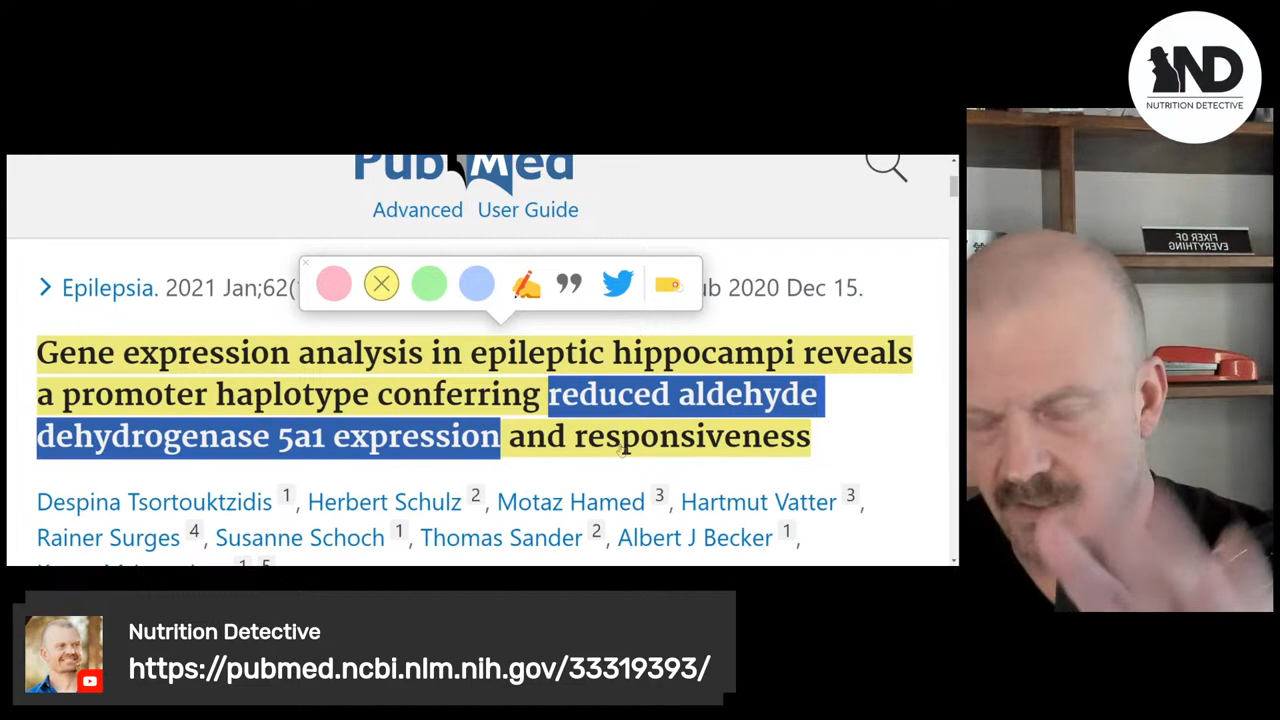 ND
NUTRITION DETECTIVE
PubMed
Advanced User Guide
Epilepsia. 2021 Jan;62(
ub 2020 Dec 15.
Gene expression analysis in epileptic hippocampi reveals
a promoter haplotype conferring reduced aldehyde
dehydrogenase 5a1 expression and responsiveness
Despina Tsortouktzidis 1, Herbert Schulz 2, Motaz Hamed 3, Hartmut Vatter 3,
Rainer Surges 4, Susanne Schoch 1, Thomas Sander 2, Albert J Becker 1,
FIXER OF
EVERYTHING
Nutrition Detective
https://pubmed.ncbi.nlm.nih.gov/33319393/